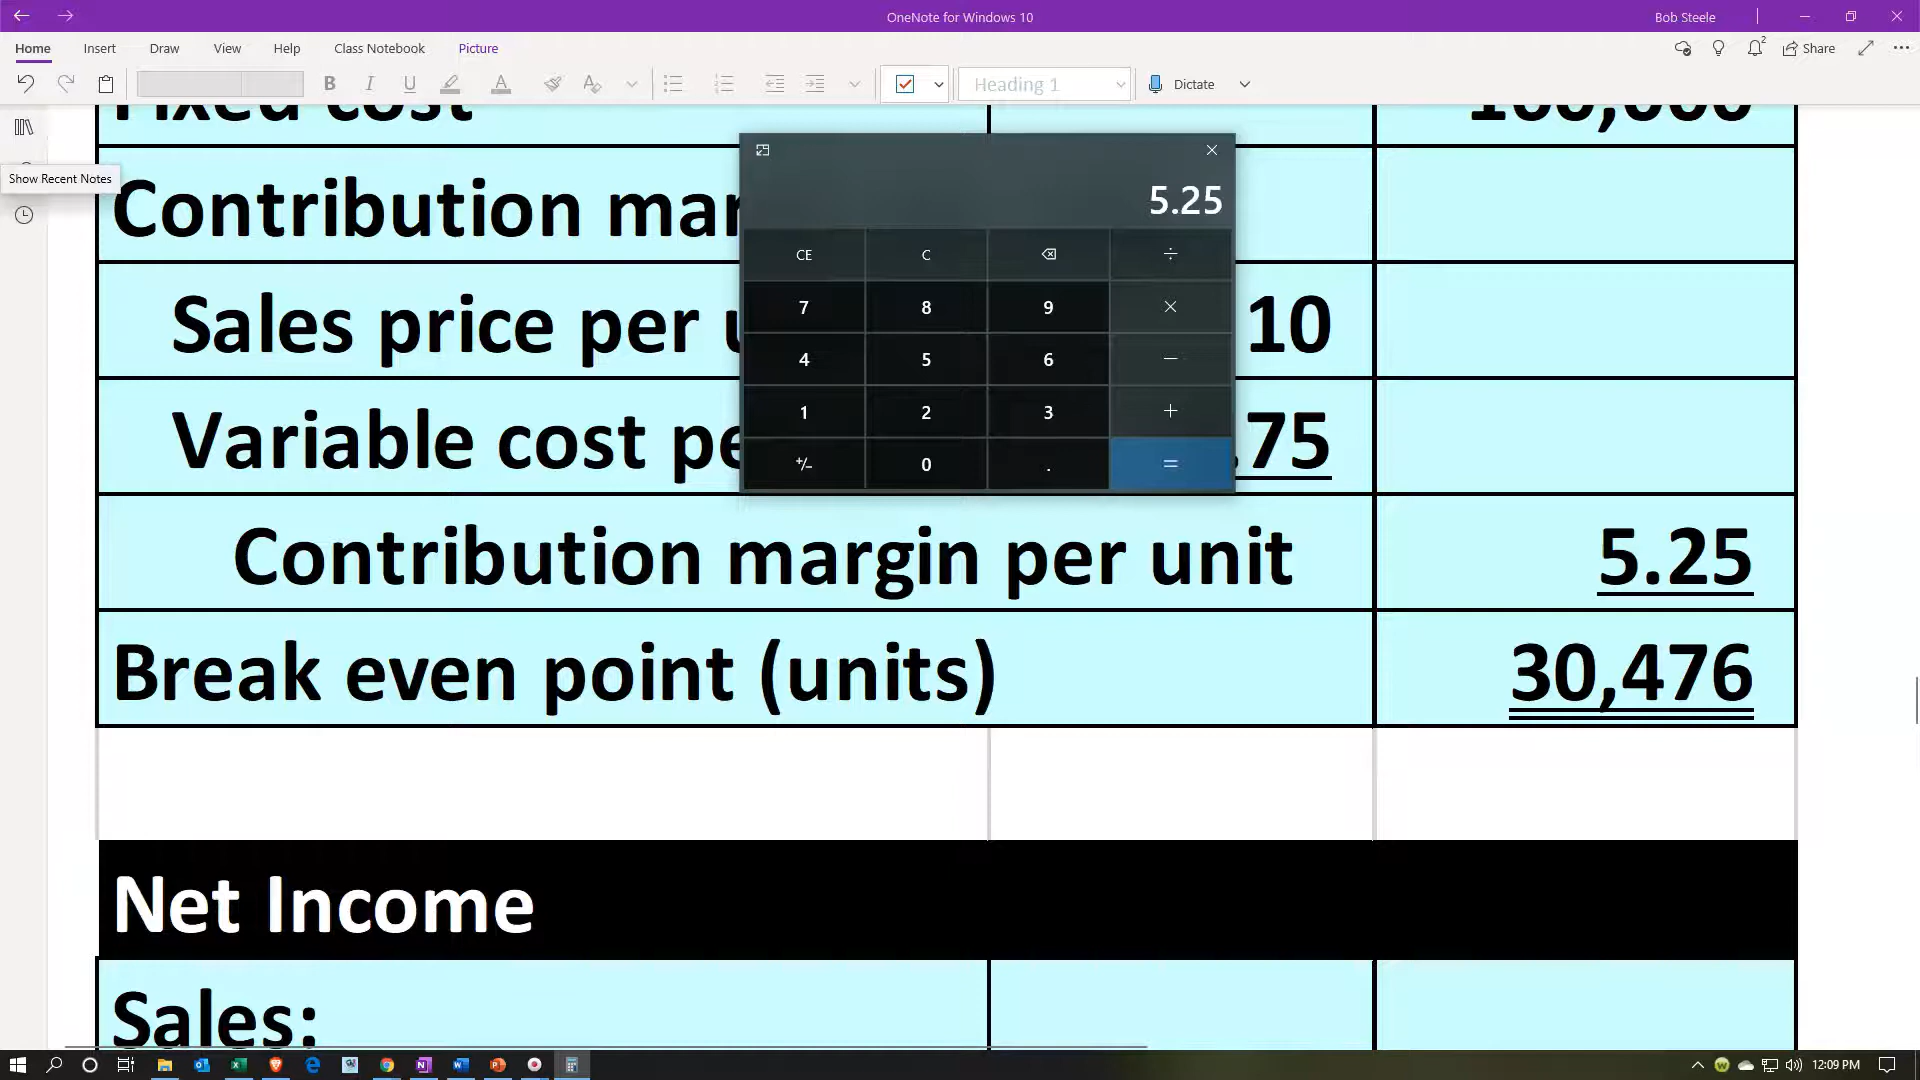 OneNote for Windows 10
Bob Steele
Home Insert Draw View Help Class Notebook Picture
2
Share
B I U A Heading 1 Dictate
Fixed cost
Show Recent Notes
Contribution mar
Sales price per u 10
Variable cost pe .75
Contribution margin per unit 5.25
Break even point (units) 30,476
Net Income
Sales:
5.25
CE C ÷
7 8 9 ×
4 5 6 −
1 2 3 +
+/− 0 . =
12:09 PM